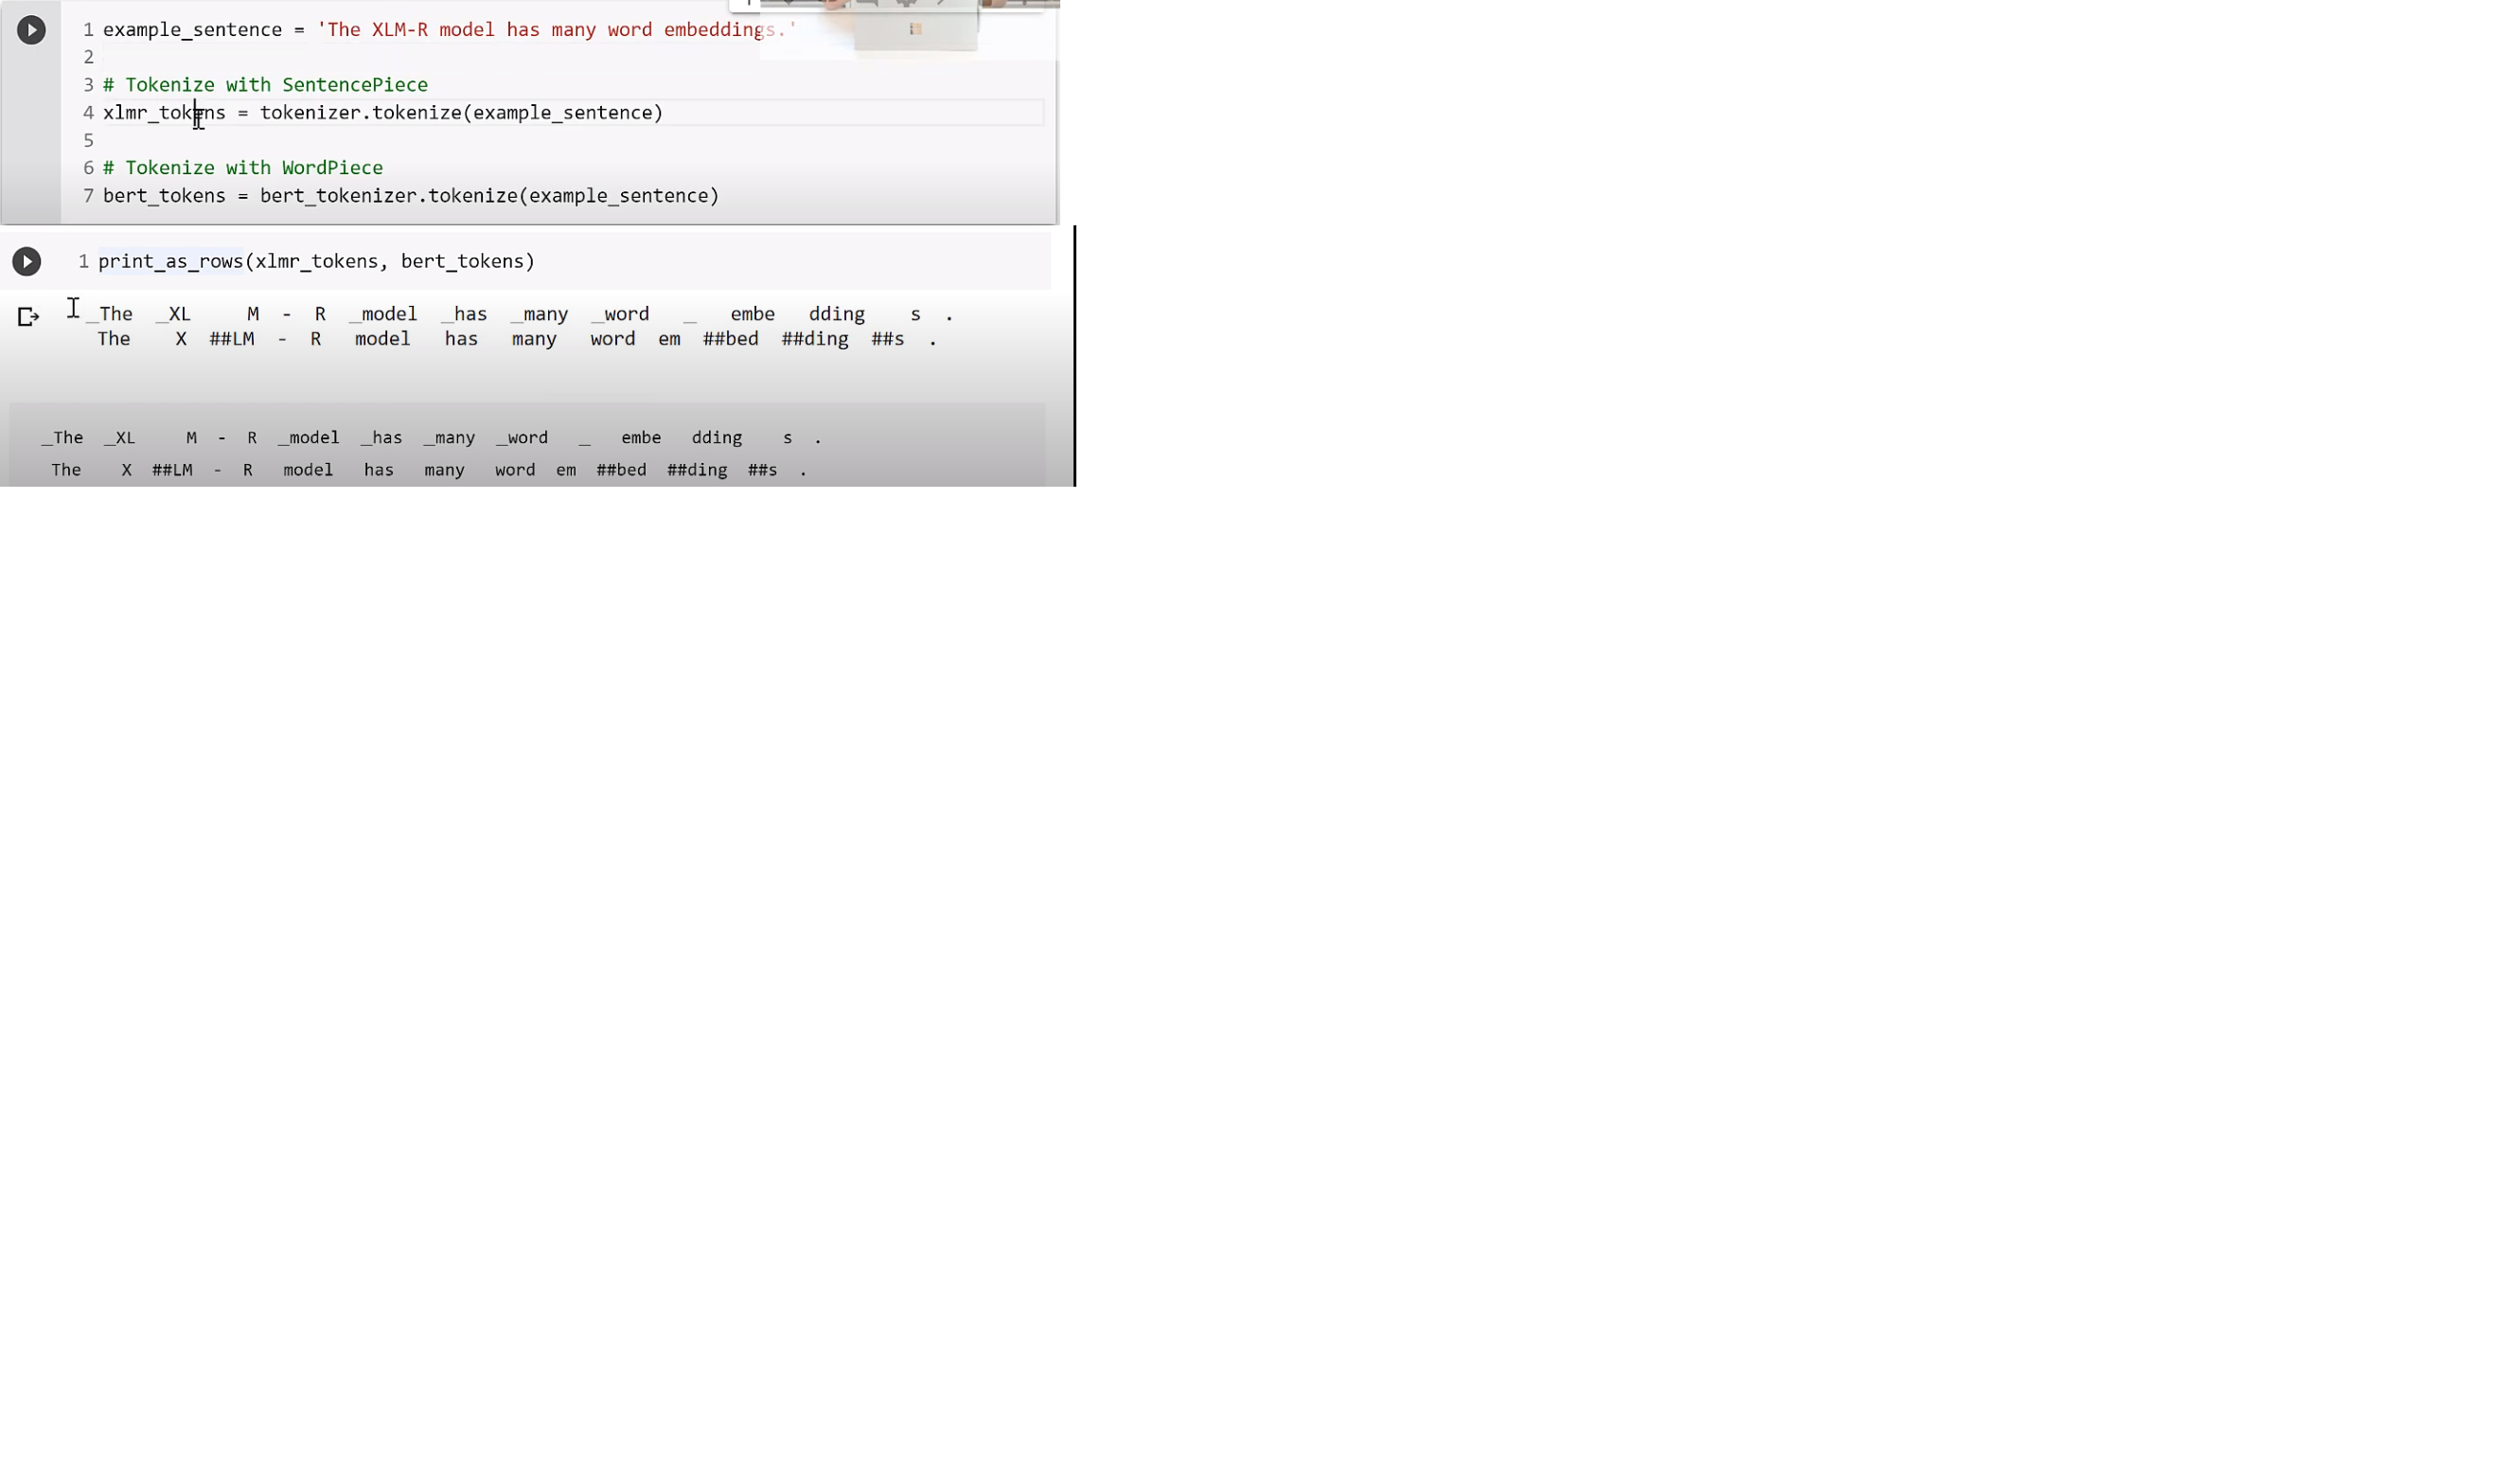 1 example_sentence = 'The XLM-R model has many word embeddings.'
2
3 # Tokenize with SentencePiece
4 xlmr_tokens = tokenizer.tokenize(example_sentence)
5
6 # Tokenize with WordPiece
7 bert_tokens = bert_tokenizer.tokenize(example_sentence)
1 print_as_rows(xlmr_tokens, bert_tokens)
_The _XL M - R _model _has _many _word _ embe dding s .
The X ##LM - R model has many word em ##bed ##ding ##s .
_The _XL M - R _model _has _many _word _ embe dding s .
The X ##LM - R model has many word em ##bed ##ding ##s .